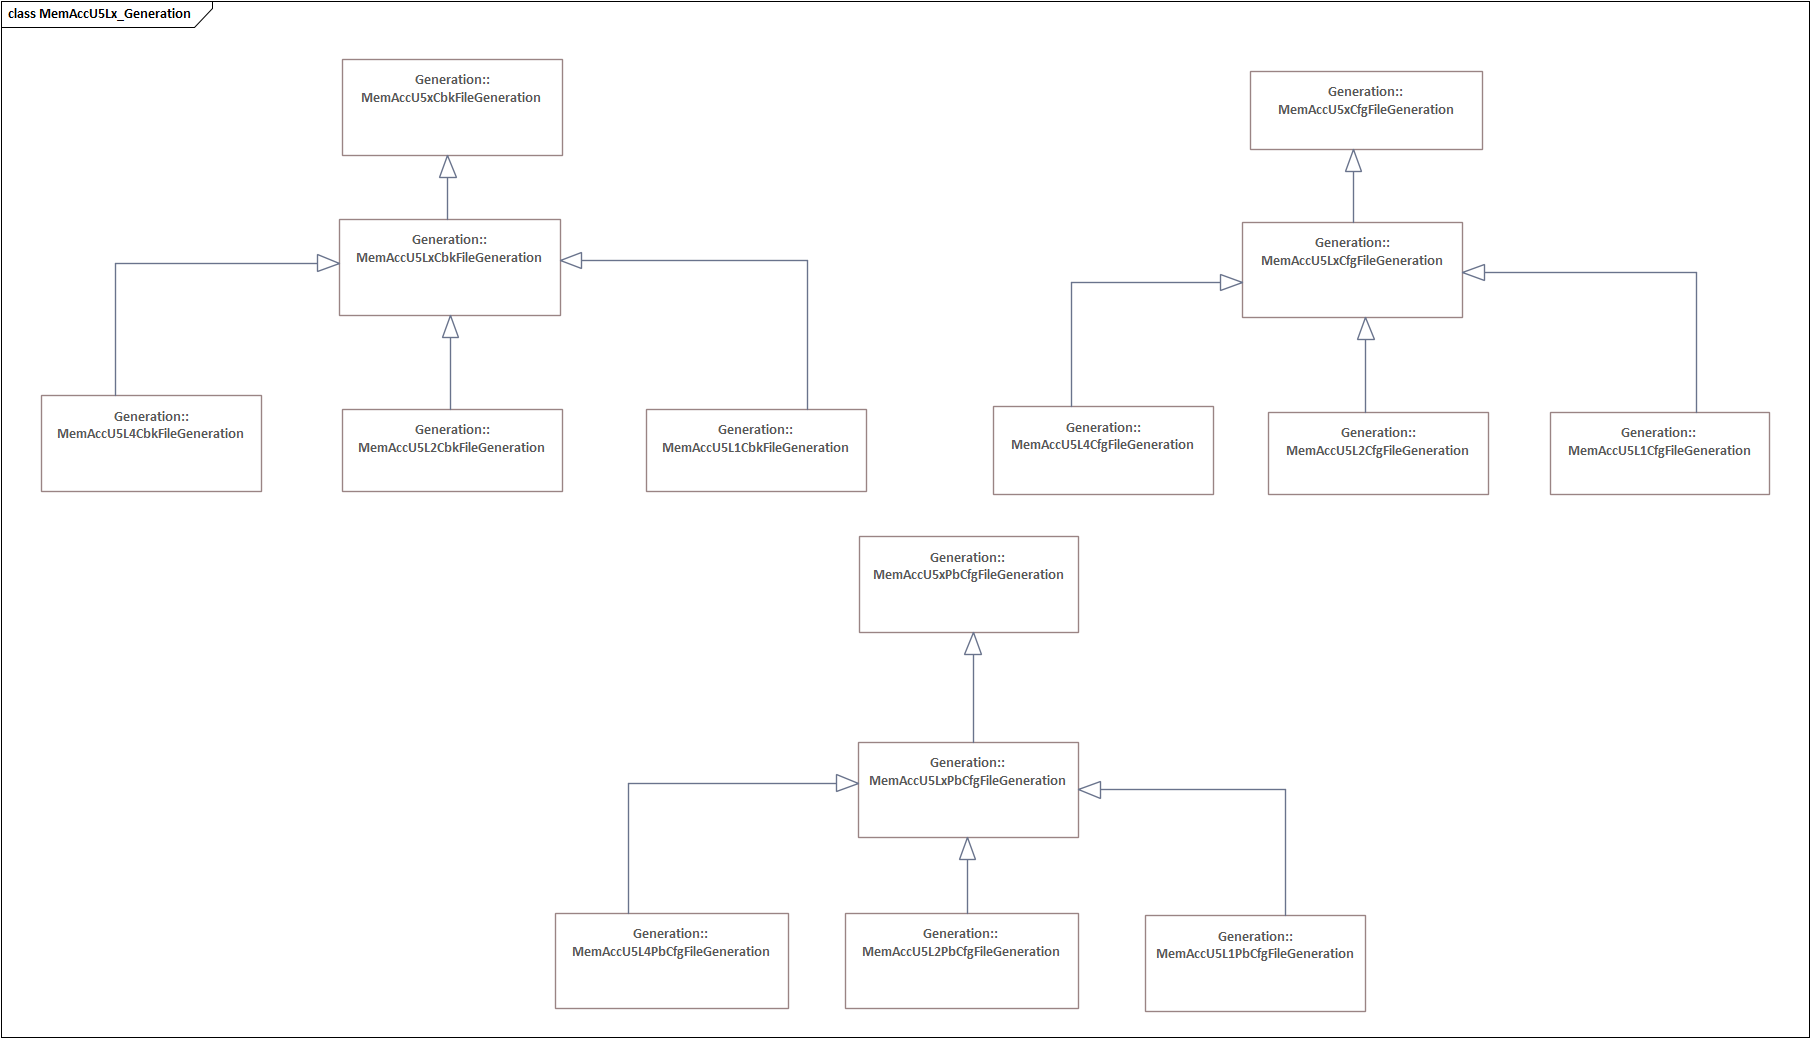 class MemAccU5Lx_Generation
Generation::
MemAccU5xCbkFileGeneration
Generation::
MemAccU5xCfgFileGeneration
Generation::
MemAccU5LxCbkFileGeneration
Generation::
MemAccU5LxCfgFileGeneration
Generation::
MemAccU5L4CbkFileGeneration
Generation::
MemAccU5L2CbkFileGeneration
Generation::
MemAccU5L1CbkFileGeneration
Generation::
MemAccU5L4CfgFileGeneration
Generation::
MemAccU5L2CfgFileGeneration
Generation::
MemAccU5L1CfgFileGeneration
Generation::
MemAccU5xPbCfgFileGeneration
Generation::
MemAccU5LxPbCfgFileGeneration
Generation::
MemAccU5L4PbCfgFileGeneration
Generation::
MemAccU5L2PbCfgFileGeneration
Generation::
MemAccU5L1PbCfgFileGeneration